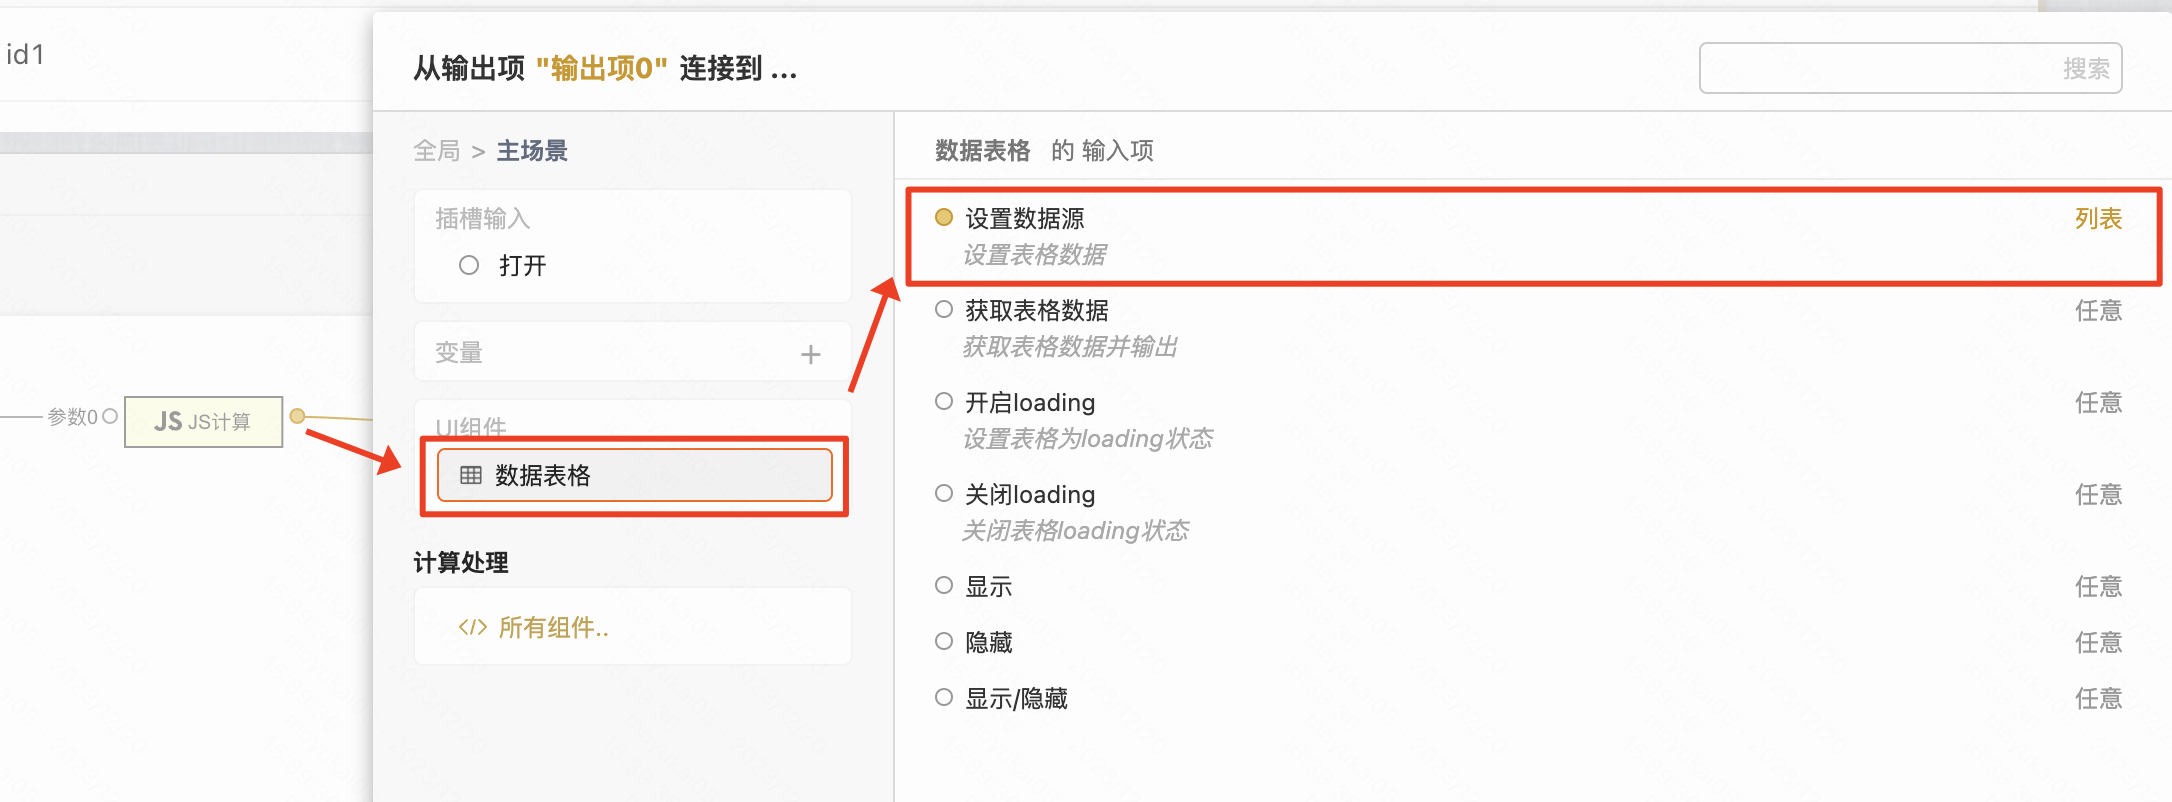 id1
从输出项 "输出项0" 连接到 ...
搜索
全局 > 主场景
插槽输入
打开
变量 +
UI组件
数据表格
计算处理
</> 所有组件..
参数0
JS JS计算
数据表格 的 输入项
设置数据源 列表
设置表格数据
获取表格数据 任意
获取表格数据并输出
开启loading 任意
设置表格为loading状态
关闭loading 任意
关闭表格loading状态
显示 任意
隐藏 任意
显示/隐藏 任意